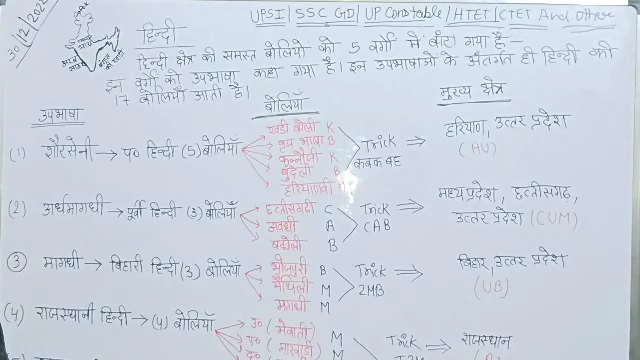 30/12/2022
हिन्दी
UPSI | SSC GD | UP Constable / HTET / CTET And other
हिन्दी क्षेत्र की समस्त बोलियों को 5 वर्गो में बांटा गया है-
इन वर्गो को उपभाषा कहा गया है। इन उपभाषाओं के अंतर्गत ही हिन्दी की
17 बोलियाँ आती है।
उपभाषा बोलियाँ मुख्य क्षेत्र
(1) शौरसेनी → प० हिन्दी (5) बोलियाँ
खड़ी बोली K
बृज भाषा B
कन्नौजी K
बुंदेली B
हरियाणवी H
Trick
हरियाणा, उत्तर प्रदेश
(HU)
(2) अर्धमागधी → पूर्वी हिन्दी (3) बोलियाँ
छत्तीसगढ़ी C
अवधी A
बघेली B
Trick
CAB
मध्यप्रदेश, छत्तीसगढ़,
उत्तर प्रदेश (CUM)
(3) मागधी → बिहारी हिन्दी (3) बोलियाँ
भोजपुरी B
मैथिली M
मगधी M
Trick
2MB
बिहार, उत्तर प्रदेश
(UB)
(4) राजस्थानी हिन्दी → (4) बोलियाँ
उ० (मेवाती) M
प० (मारवाड़ी) M
Trick
राजस्थान